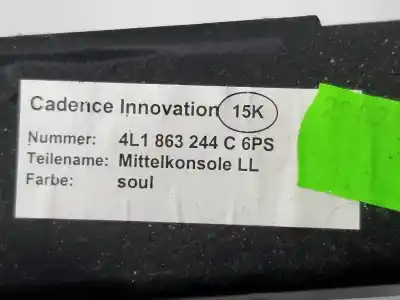 Cadence Innovation 15K
Nummer: 4L1 863 244 C 6PS
Teilename: Mittelkonsole LL
Farbe: soul